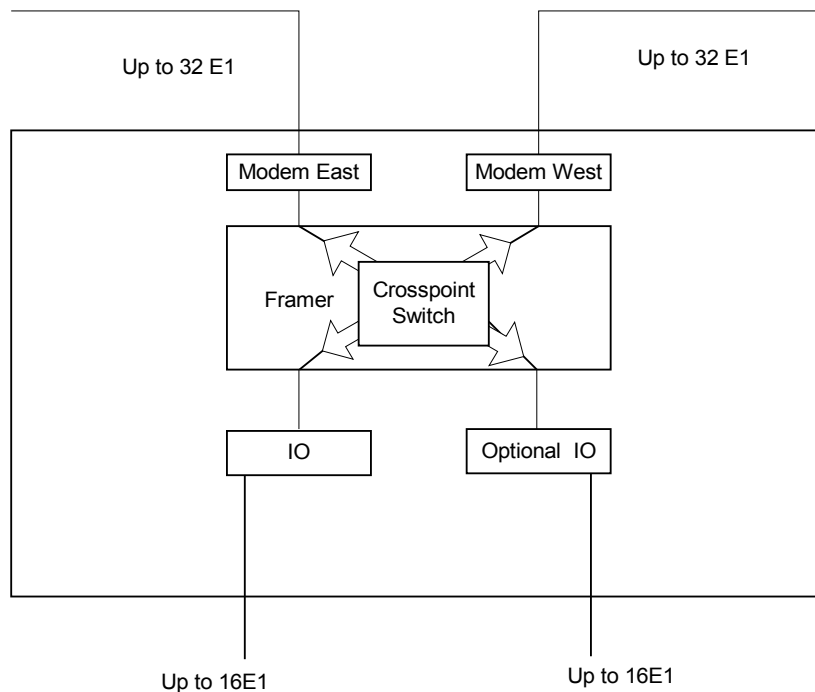 Up to 32 E1
Up to 32 E1
Modem East
Modem West
Framer
Crosspoint
Switch
IO
Optional IO
Up to 16E1
Up to 16E1